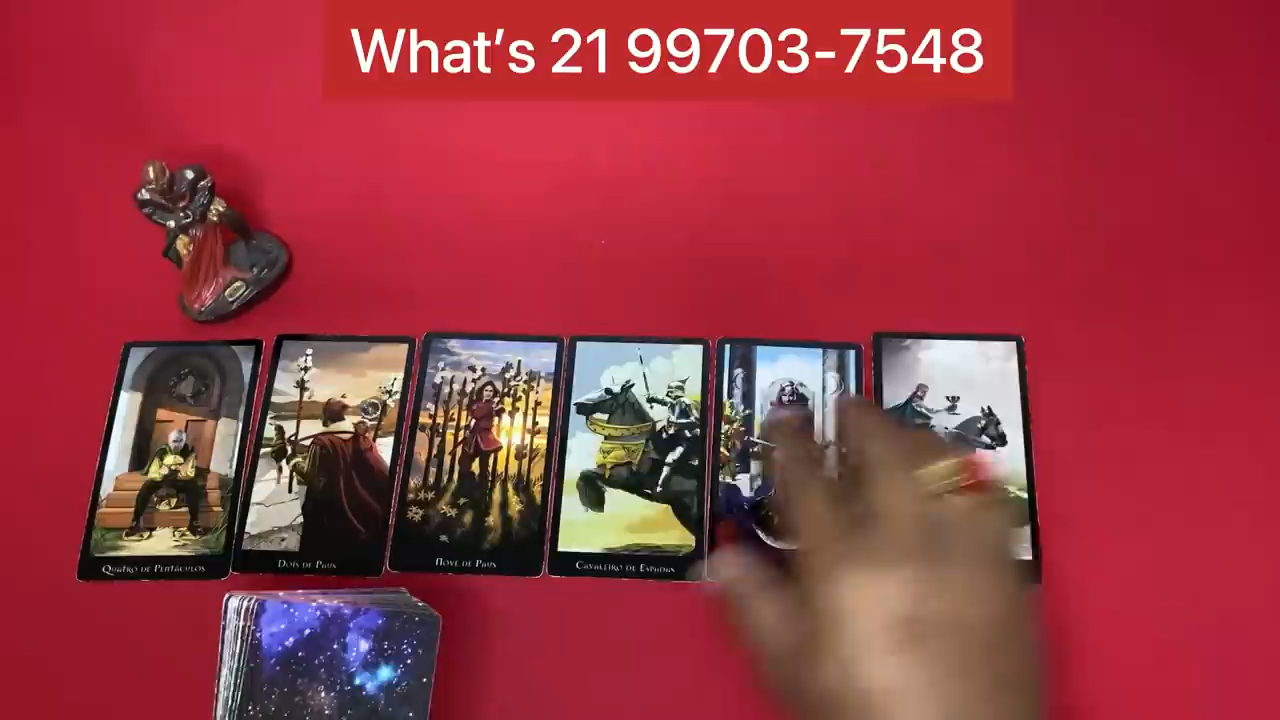 What’s 21 99703-7548
Quatro de Pentáculos
Dois de Paus
Nove de Paus
Cavaleiro de Espadas